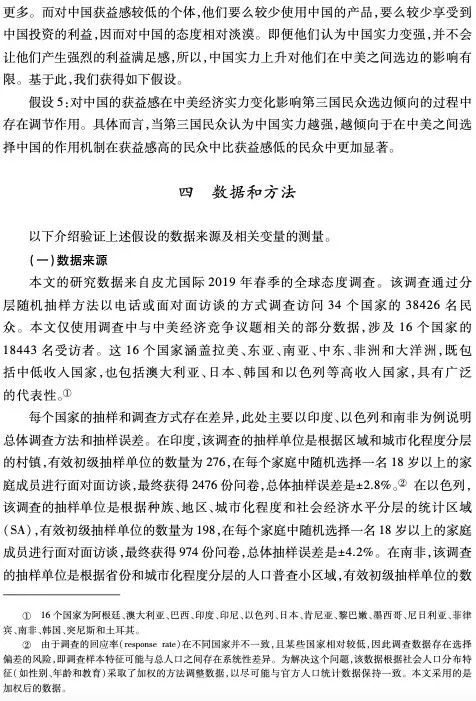 更多。而对中国获益感较低的个体,他们要么较少使用中国的产品,要么较少享受到
中国投资的利益,因而对中国的态度相对淡漠。即便他们认为中国实力变强,并不会
让他们产生强烈的利益满足感,所以,中国实力上升对他们在中美之间选边的影响有
限。基于此,我们获得如下假设。
假设 5:对中国的获益感在中美经济实力变化影响第三国民众选边倾向的过程中
存在调节作用。具体而言,当第三国民众认为中国实力越强,越倾向于在中美之间选
择中国的作用机制在获益感高的民众中比获益感低的民众中更加显著。
四 数据和方法
以下介绍验证上述假设的数据来源及相关变量的测量。
(一)数据来源
本文的研究数据来自皮尤国际 2019 年春季的全球态度调查。该调查通过分
层随机抽样方法以电话或面对面访谈的方式调查访问 34 个国家的 38426 名民
众。本文仅使用调查中与中美经济竞争议题相关的部分数据,涉及 16 个国家的
18443 名受访者。这 16 个国家涵盖拉美、东亚、南亚、中东、非洲和大洋洲,既包
括中低收入国家,也包括澳大利亚、日本、韩国和以色列等高收入国家,具有广泛
的代表性。①
每个国家的抽样和调查方式存在差异,此处主要以印度、以色列和南非为例说明
总体调查方法和抽样误差。在印度,该调查的抽样单位是根据区域和城市化程度分层
的村镇,有效初级抽样单位的数量为 276,在每个家庭中随机选择一名 18 岁以上的家
庭成员进行面对面访谈,最终获得 2476 份问卷,总体抽样误差是±2.8%。② 在以色列,
该调查的抽样单位是根据种族、地区、城市化程度和社会经济水平分层的统计区域
(SA),有效初级抽样单位的数量为 198,在每个家庭中随机选择一名 18 岁以上的家庭
成员进行面对面访谈,最终获得 974 份问卷,总体抽样误差是±4.2%。在南非,该调查
的抽样单位是根据省份和城市化程度分层的人口普查小区域,有效初级抽样单位的数
① 16 个国家为阿根廷、澳大利亚、巴西、印度、印尼、以色列、日本、肯尼亚、黎巴嫩、墨西哥、尼日利亚、菲律
宾、南非、韩国、突尼斯和土耳其。
② 由于调查的回应率(response rate)在不同国家并不一致,且某些国家相对较低,因此调查数据存在选择
偏差的风险,即调查样本特征可能与总人口之间存在系统性差异。为解决这个问题,该数据根据社会人口分布特
征(如性别、年龄和教育)采取了加权的方法调整数据,以尽可能与官方人口统计数据保持一致。本文采用的是
加权后的数据。